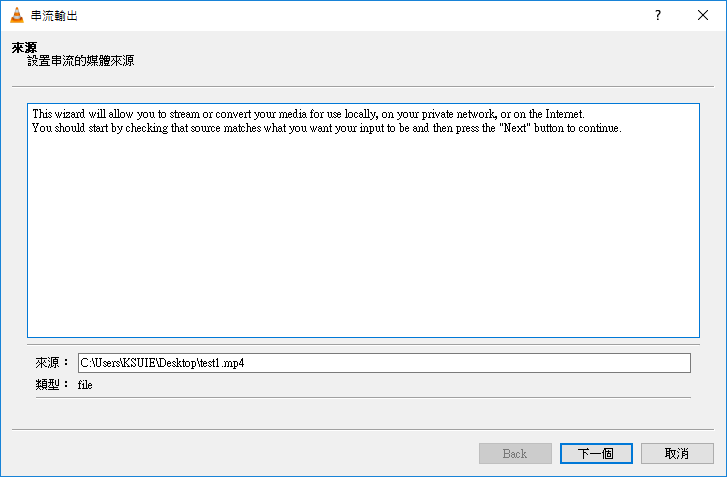 串流輸出
來源
設置串流的媒體來源
This wizard will allow you to stream or convert your media for use locally, on your private network, or on the Internet.
You should start by checking that source matches what you want your input to be and then press the "Next" button to continue.
來源： C:\Users\KSUIE\Desktop\test1.mp4
類型： file
Back 下一個 取消